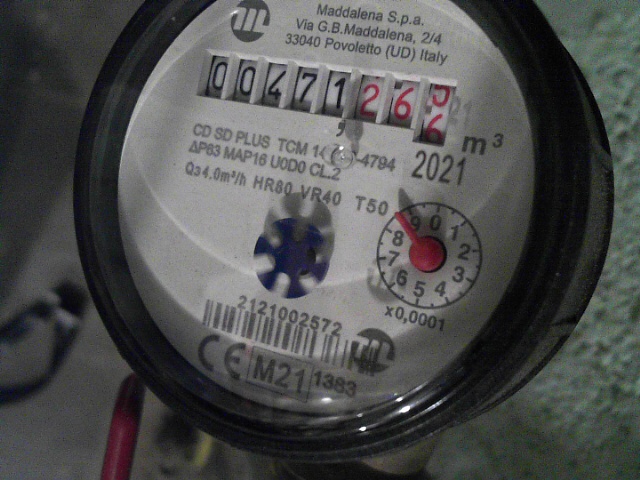 Maddalena S.p.a.
Via G.B.Maddalena, 2/4
33040 Povoletto (UD) Italy
0047126
m³
CD SD PLUS TCM
ΔP63 MAP16 U0D0 CL.2
2021
Q₃4.0m³/h HR80 VR40 T50
0 1 2 3 4 5 6 7 8 9
x0,0001
2121002572
CE M21 1383